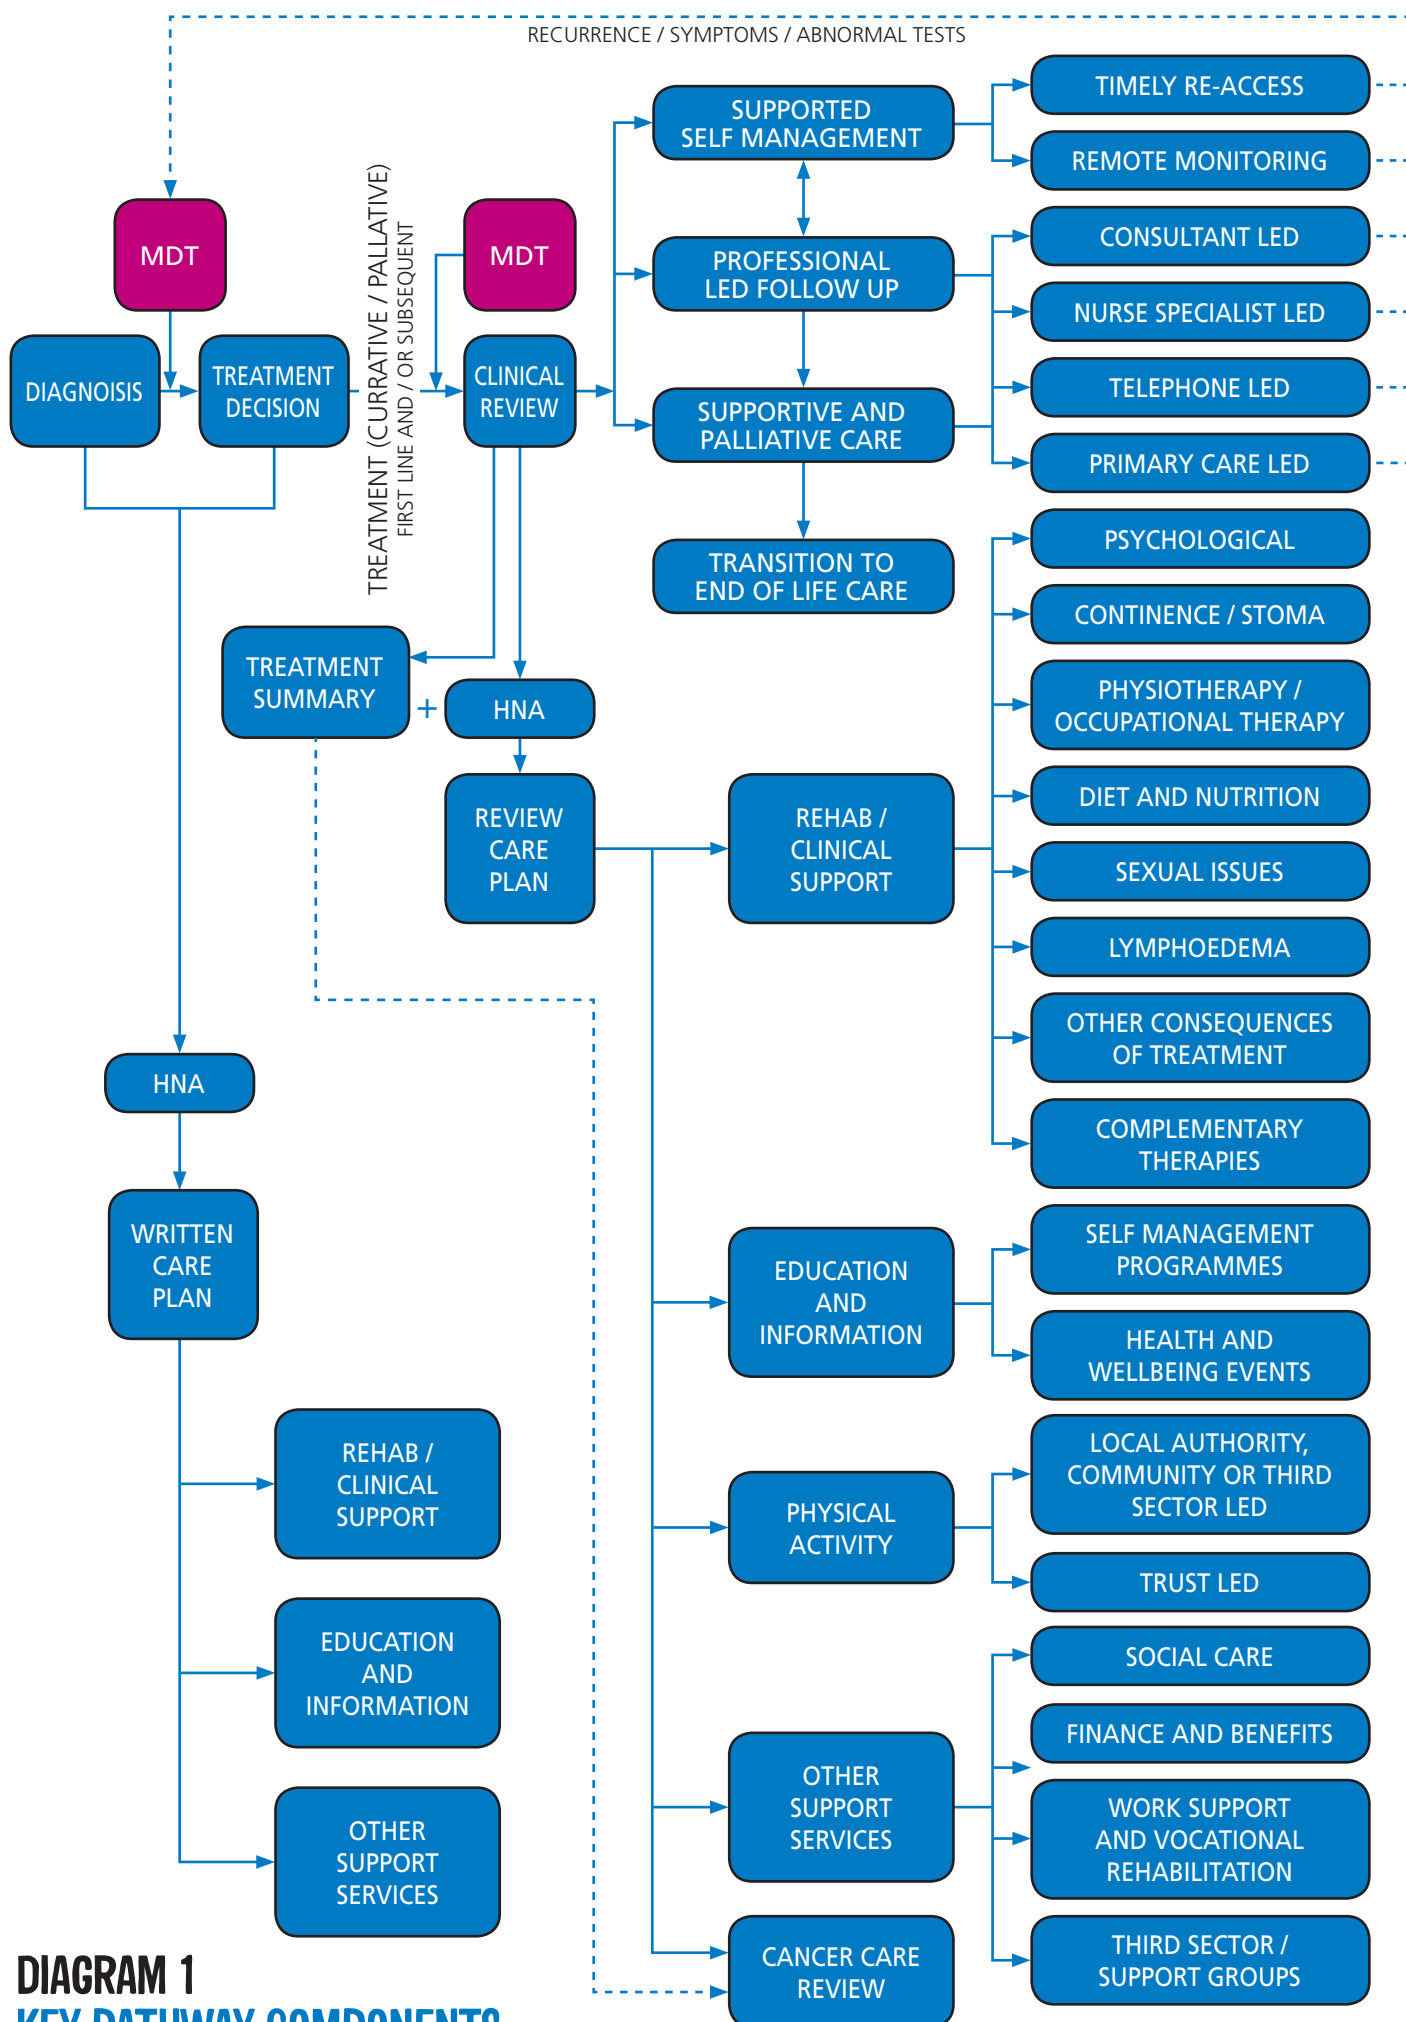 RECURRENCE / SYMPTOMS / ABNORMAL TESTS
MDT
DIAGNOISIS
TREATMENT
DECISION
TREATMENT (CURRATIVE / PALLATIVE)
FIRST LINE AND / OR SUBSEQUENT
MDT
CLINICAL
REVIEW
SUPPORTED
SELF MANAGEMENT
PROFESSIONAL
LED FOLLOW UP
SUPPORTIVE AND
PALLIATIVE CARE
TRANSITION TO
END OF LIFE CARE
TIMELY RE-ACCESS
REMOTE MONITORING
CONSULTANT LED
NURSE SPECIALIST LED
TELEPHONE LED
PRIMARY CARE LED
TREATMENT
SUMMARY
+
HNA
REVIEW
CARE
PLAN
REHAB /
CLINICAL
SUPPORT
PSYCHOLOGICAL
CONTINENCE / STOMA
PHYSIOTHERAPY /
OCCUPATIONAL THERAPY
DIET AND NUTRITION
SEXUAL ISSUES
LYMPHOEDEMA
OTHER CONSEQUENCES
OF TREATMENT
COMPLEMENTARY
THERAPIES
EDUCATION
AND
INFORMATION
SELF MANAGEMENT
PROGRAMMES
HEALTH AND
WELLBEING EVENTS
PHYSICAL
ACTIVITY
LOCAL AUTHORITY,
COMMUNITY OR THIRD
SECTOR LED
TRUST LED
OTHER
SUPPORT
SERVICES
SOCIAL CARE
FINANCE AND BENEFITS
WORK SUPPORT
AND VOCATIONAL
REHABILITATION
THIRD SECTOR /
SUPPORT GROUPS
CANCER CARE
REVIEW
HNA
WRITTEN
CARE
PLAN
REHAB /
CLINICAL
SUPPORT
EDUCATION
AND
INFORMATION
OTHER
SUPPORT
SERVICES
DIAGRAM 1
KEY PATHWAY COMPONENTS